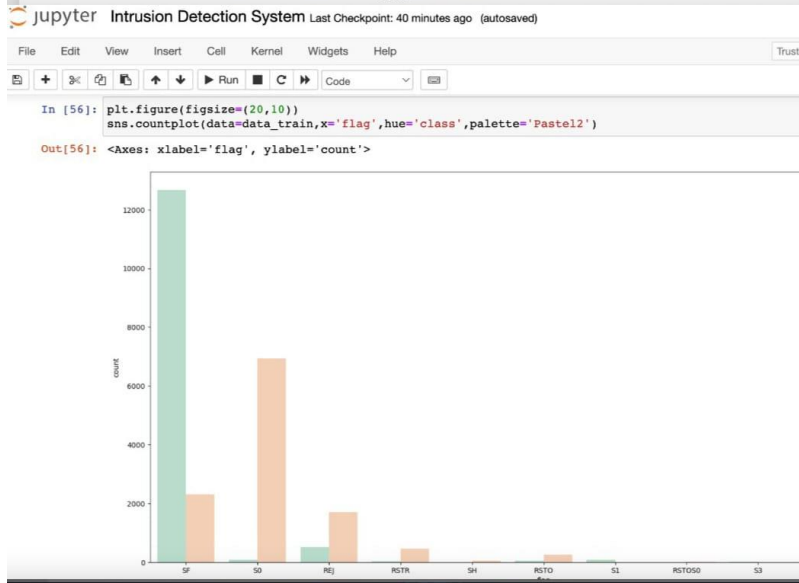 jupyter Intrusion Detection System Last Checkpoint: 40 minutes ago (autosaved)
File Edit View Insert Cell Kernel Widgets Help Trust
Run Code
In [56]: plt.figure(figsize=(20,10))
sns.countplot(data=data_train,x='flag',hue='class',palette='Pastel2')
Out[56]: <Axes: xlabel='flag', ylabel='count'>
12000
10000
8000
count
6000
4000
2000
0
SF S0 REJ RSTR SH RSTO S1 RSTOS0 S3